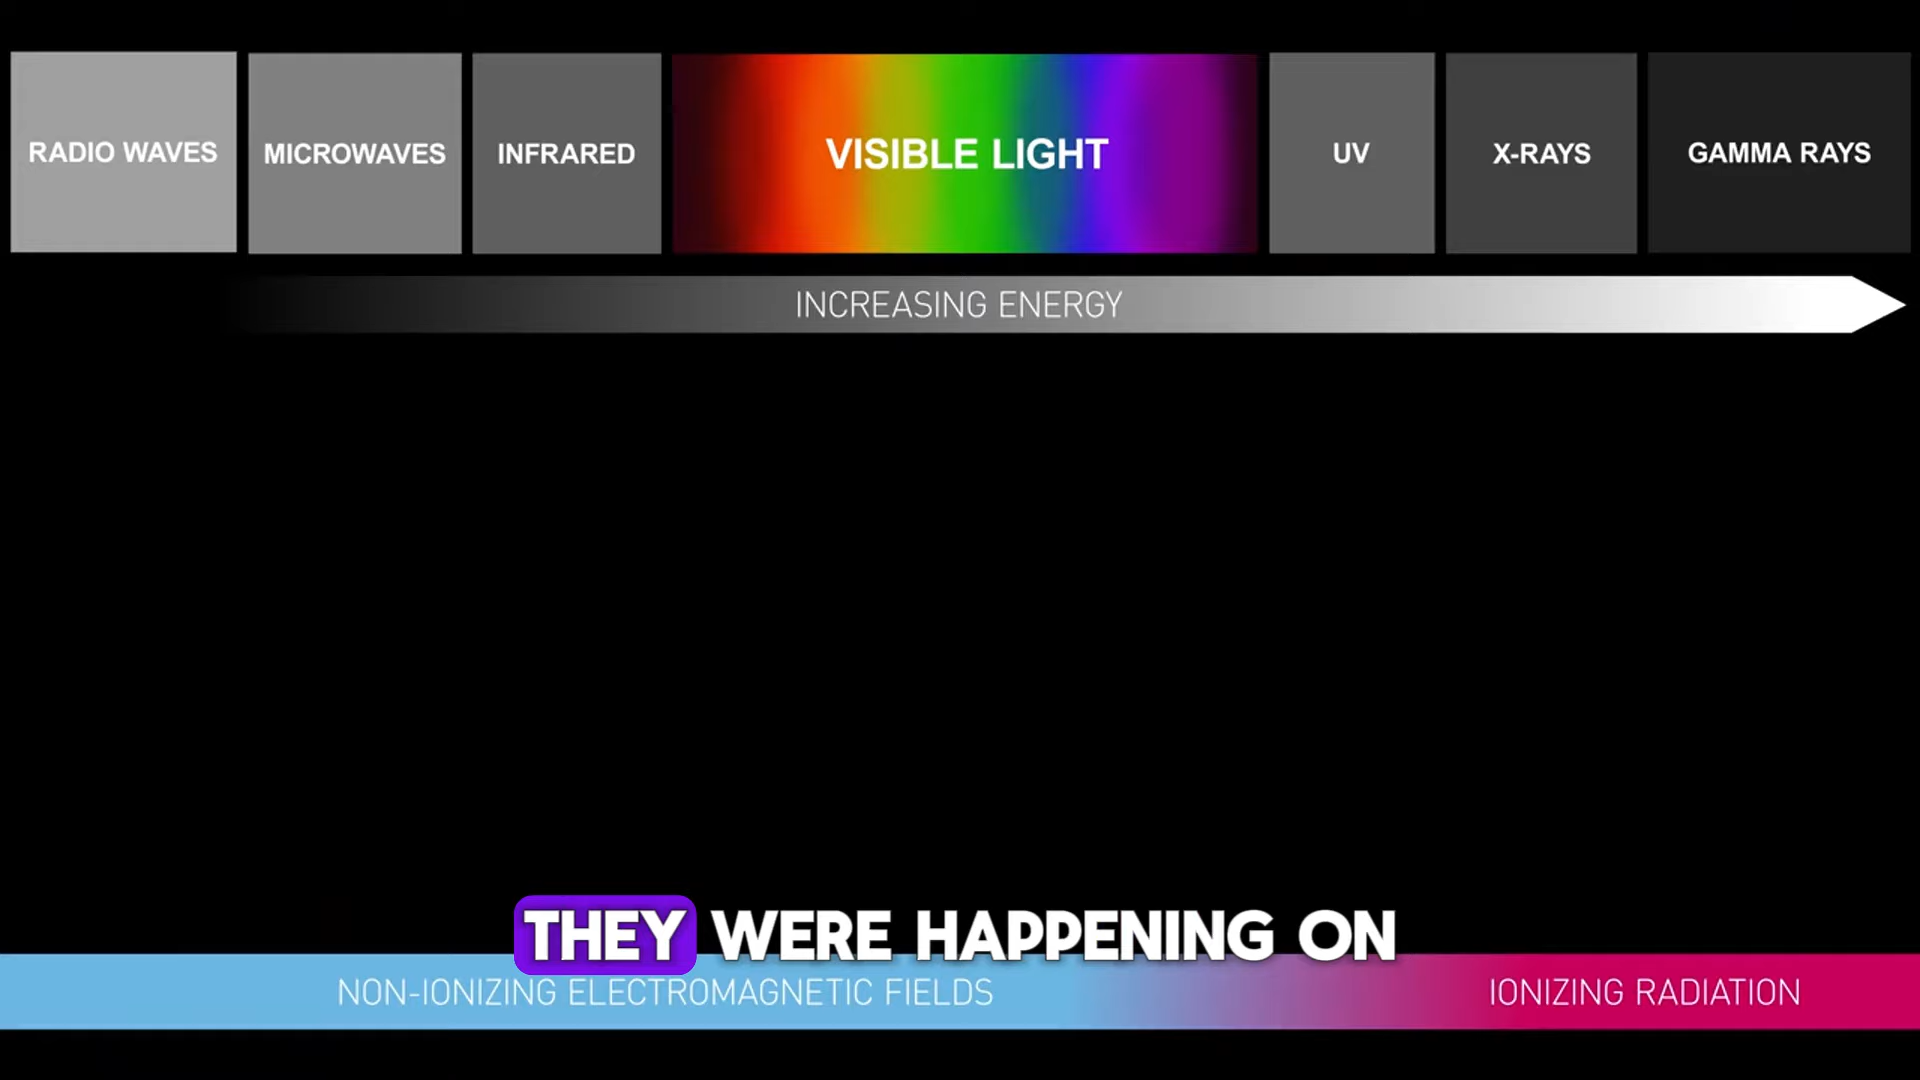 RADIO WAVES MICROWAVES INFRARED VISIBLE LIGHT UV X-RAYS GAMMA RAYS
INCREASING ENERGY
THEY WERE HAPPENING ON
NON-IONIZING ELECTROMAGNETIC FIELDS IONIZING RADIATION